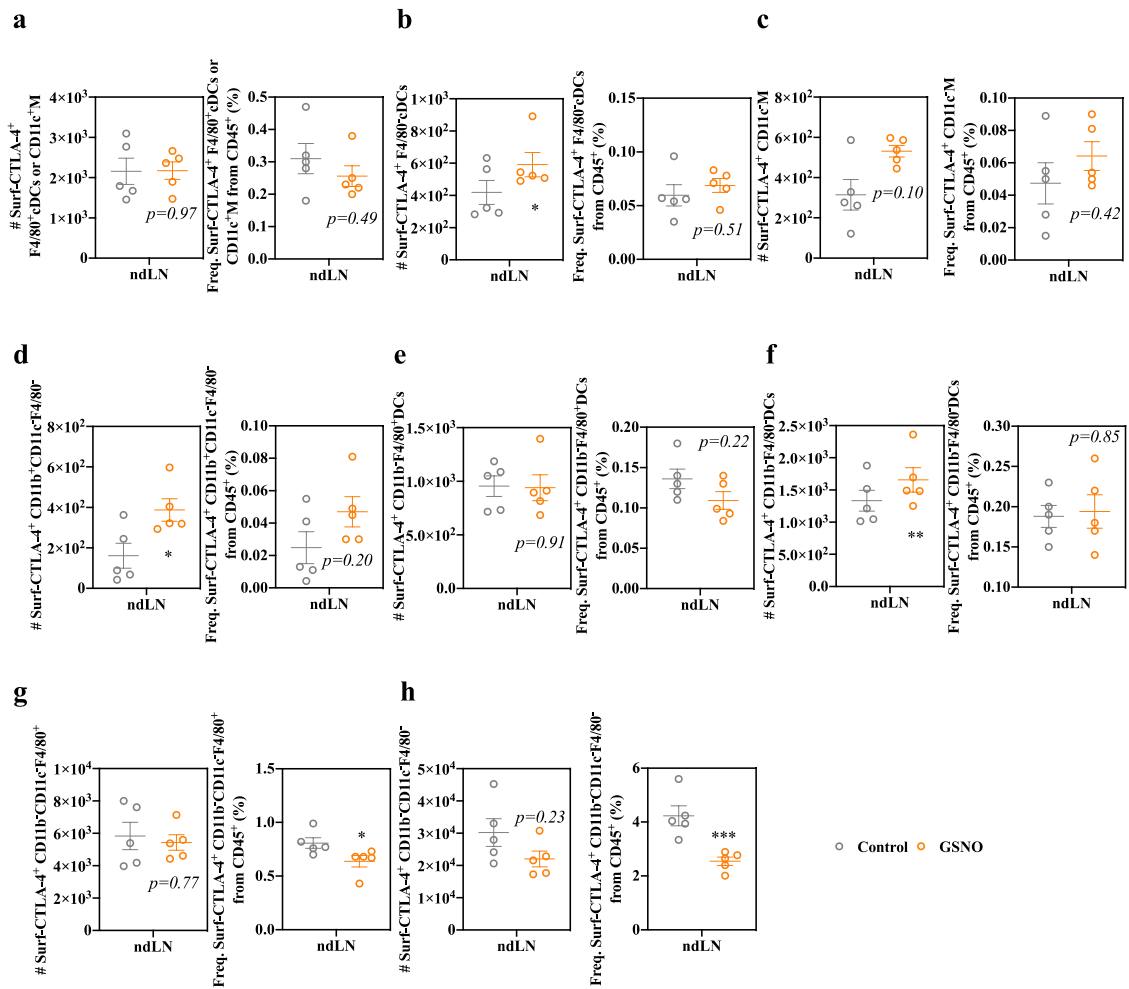 a
# Surf-CTLA-4⁺
F4/80⁺cDCs or CD11c⁺M
4×10³
3×10³
2×10³
1×10³
0
p=0.97
ndLN
Freq. Surf-CTLA-4⁺ F4/80⁺cDCs or
CD11c⁺M from CD45⁺ (%)
0.5
0.4
0.3
0.2
0.1
0.0
p=0.49
ndLN
b
# Surf-CTLA-4⁺ F4/80⁻cDCs
1×10³
8×10²
6×10²
4×10²
2×10²
0
*
ndLN
Freq. Surf-CTLA-4⁺ F4/80⁻cDCs
from CD45⁺ (%)
0.15
0.10
0.05
0.00
p=0.51
ndLN
c
# Surf-CTLA-4⁺ CD11c⁻M
8×10²
6×10²
4×10²
2×10²
0
p=0.10
ndLN
Freq. Surf-CTLA-4⁺ CD11c⁻M
from CD45⁺ (%)
0.10
0.08
0.06
0.04
0.02
0.00
p=0.42
ndLN
d
# Surf-CTLA-4⁺ CD11b⁺CD11c⁻F4/80⁻
8×10²
6×10²
4×10²
2×10²
0
*
ndLN
Freq. Surf-CTLA-4⁺ CD11b⁺CD11c⁻F4/80⁻
from CD45⁺ (%)
0.10
0.08
0.06
0.04
0.02
0.00
p=0.20
ndLN
e
# Surf-CTLA-4⁺ CD11b⁻F4/80⁺DCs
1.5×10³
1.0×10³
5.0×10²
0
p=0.91
ndLN
Freq. Surf-CTLA-4⁺ CD11b⁻F4/80⁺DCs
from CD45⁺ (%)
0.20
0.15
0.10
0.05
0.00
p=0.22
ndLN
f
# Surf-CTLA-4⁺ CD11b⁻F4/80⁻DCs
2.5×10³
2.0×10³
1.5×10³
1.0×10³
5.0×10²
0
**
ndLN
Freq. Surf-CTLA-4⁺ CD11b⁻F4/80⁻DCs
from CD45⁺ (%)
0.30
0.25
0.20
0.15
0.10
p=0.85
ndLN
g
# Surf-CTLA-4⁺ CD11b⁻CD11c⁻F4/80⁺
1×10⁴
8×10³
6×10³
4×10³
2×10³
0
p=0.77
ndLN
Freq. Surf-CTLA-4⁺ CD11b⁻CD11c⁻F4/80⁺
from CD45⁺ (%)
1.5
1.0
0.5
0.0
*
ndLN
h
# Surf-CTLA-4⁺ CD11b⁻CD11c⁻F4/80⁻
5×10⁴
4×10⁴
3×10⁴
2×10⁴
1×10⁴
0
p=0.23
ndLN
Freq. Surf-CTLA-4⁺ CD11b⁻CD11c⁻F4/80⁻
from CD45⁺ (%)
6
4
2
0
***
ndLN
Control
GSNO